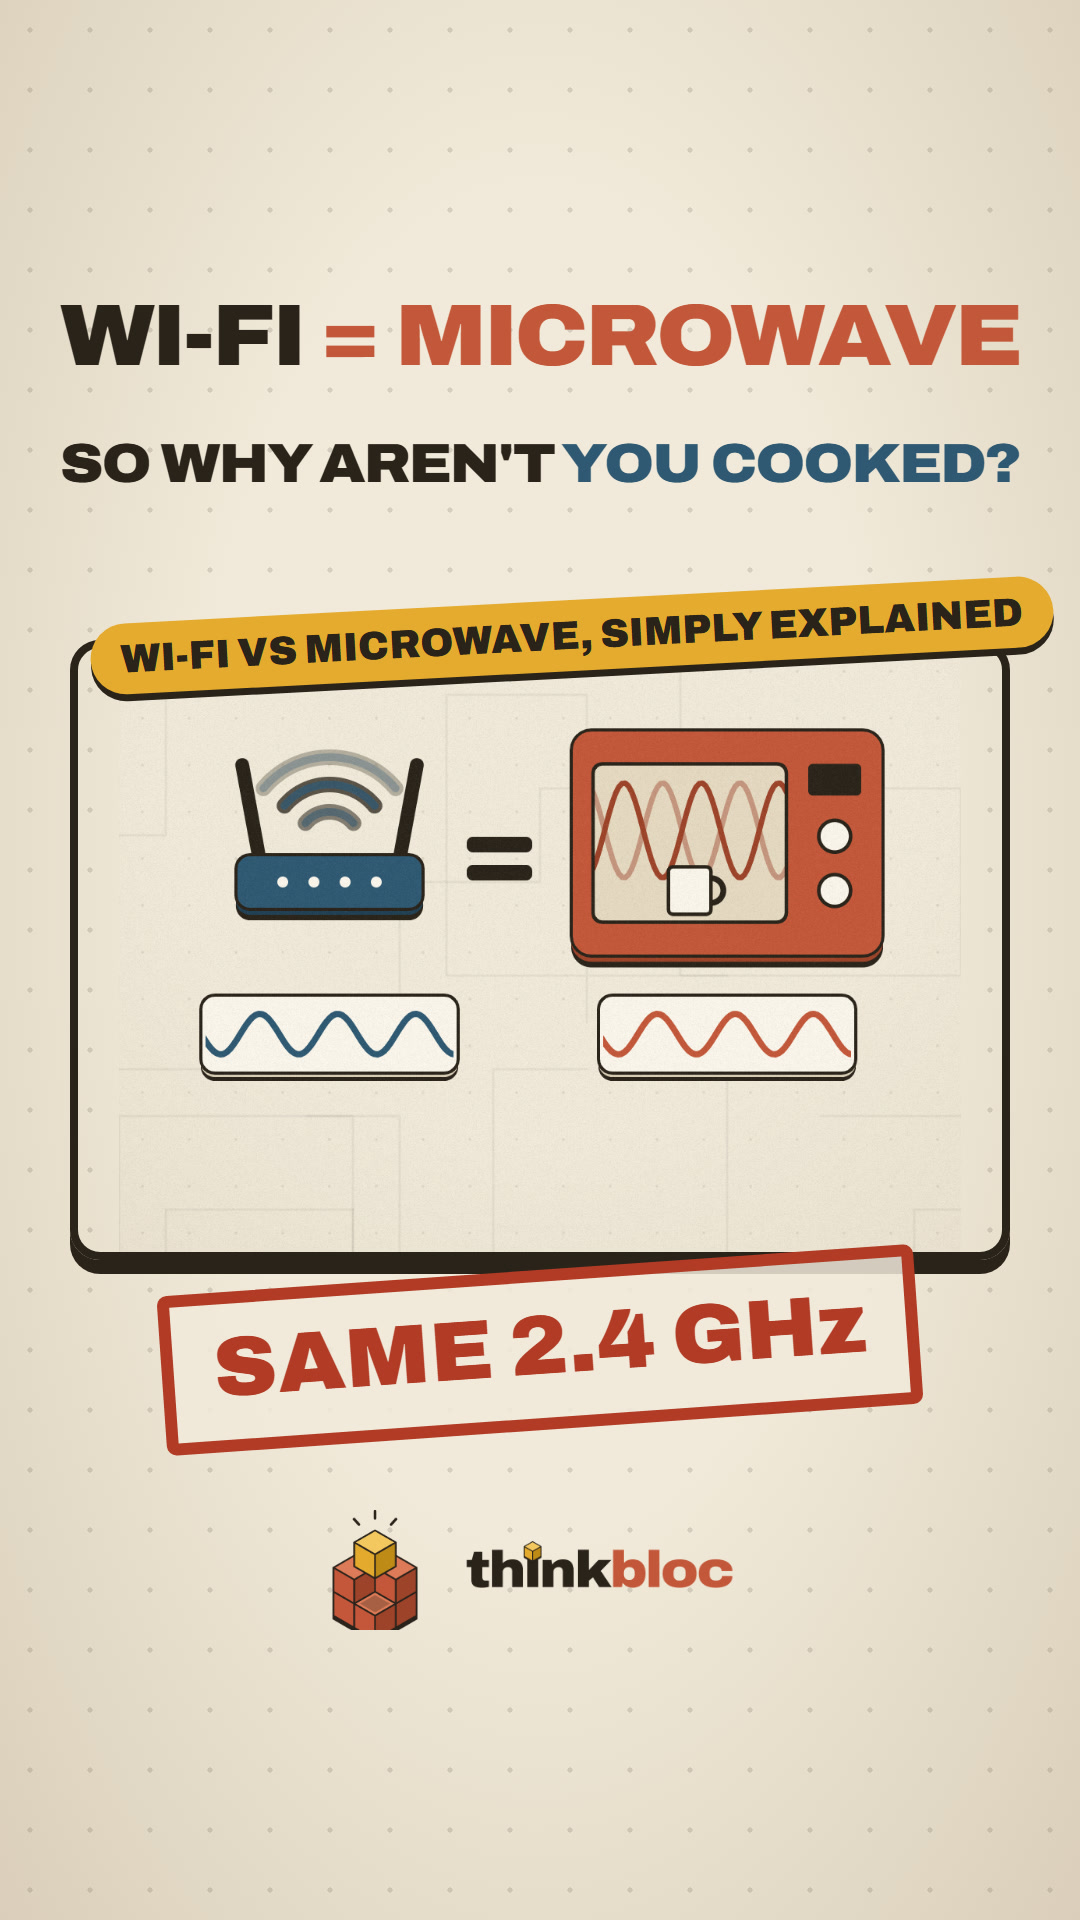 WI-FI = MICROWAVE
SO WHY AREN'T YOU COOKED?
WI-FI VS MICROWAVE, SIMPLY EXPLAINED
SAME 2.4 GHz
thinkbloc